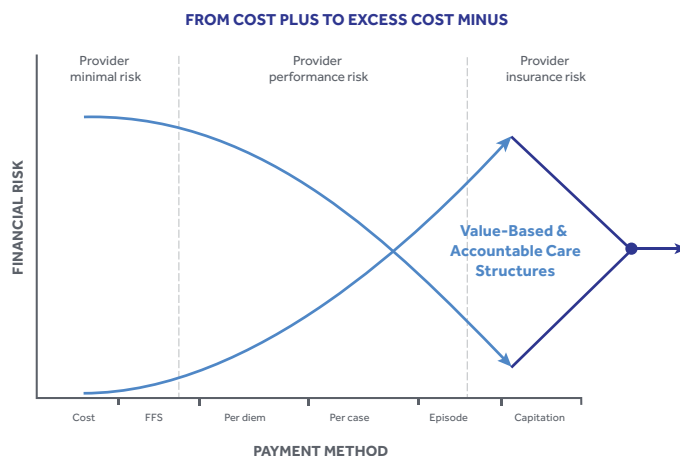 FROM COST PLUS TO EXCESS COST MINUS
Provider
minimal risk
Provider
performance risk
Provider
insurance risk
FINANCIAL RISK
Value-Based &
Accountable Care
Structures
Cost
FFS
Per diem
Per case
Episode
Capitation
PAYMENT METHOD